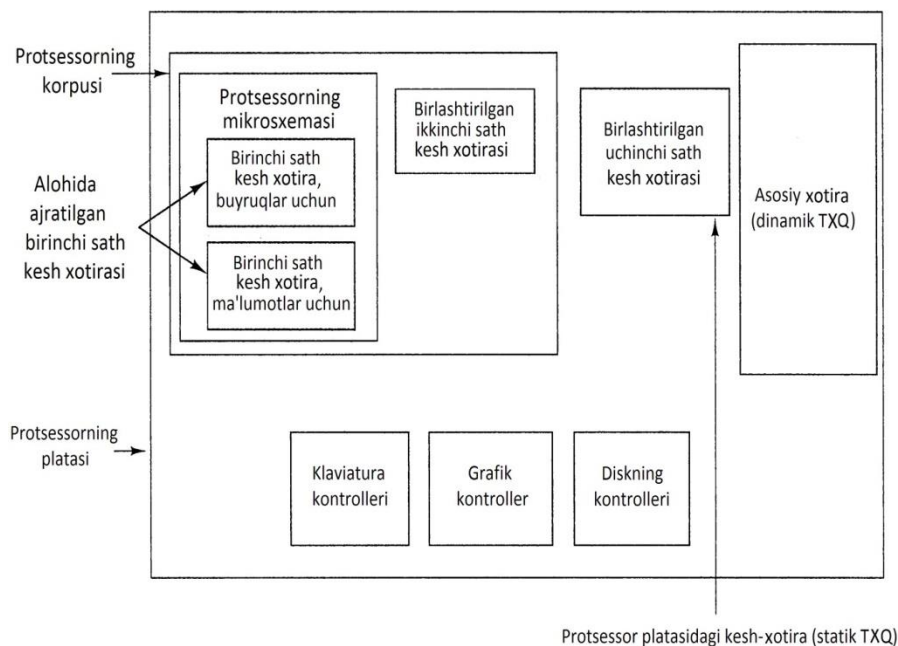 Protsessorning
korpusi
Protsessorning
mikrosxemasi
Birinchi sath
kesh xotira,
buyruqlar uchun
Birinchi sath
kesh xotira,
ma'lumotlar uchun
Alohida
ajratilgan
birinchi sath
kesh xotirasi
Birlashtirilgan
ikkinchi sath
kesh xotirasi
Birlashtirilgan
uchinchi sath
kesh xotirasi
Asosiy xotira
(dinamik TXQ)
Protsessorning
platasi
Klaviatura
kontrolleri
Grafik
kontroller
Diskning
kontrolleri
Protsessor platasidagi kesh-xotira (statik TXQ)